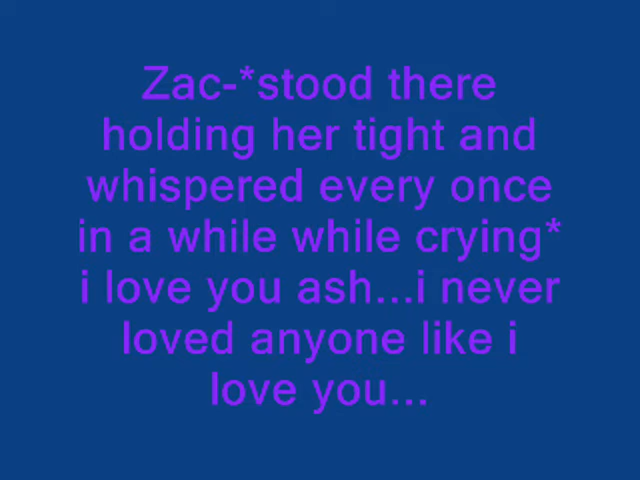 Zac-*stood there
holding her tight and
whispered every once
in a while while crying*
i love you ash...i never
loved anyone like i
love you...